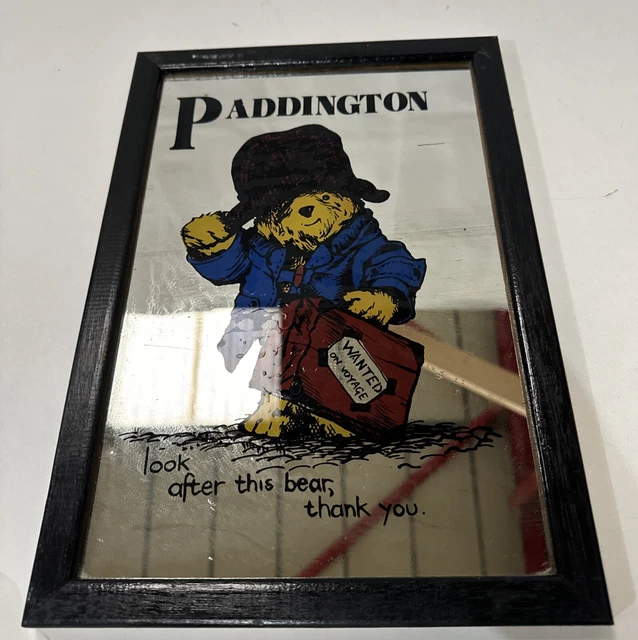 PADDINGTON
WANTED
ON VOYAGE
look
after this bear,
thank you.